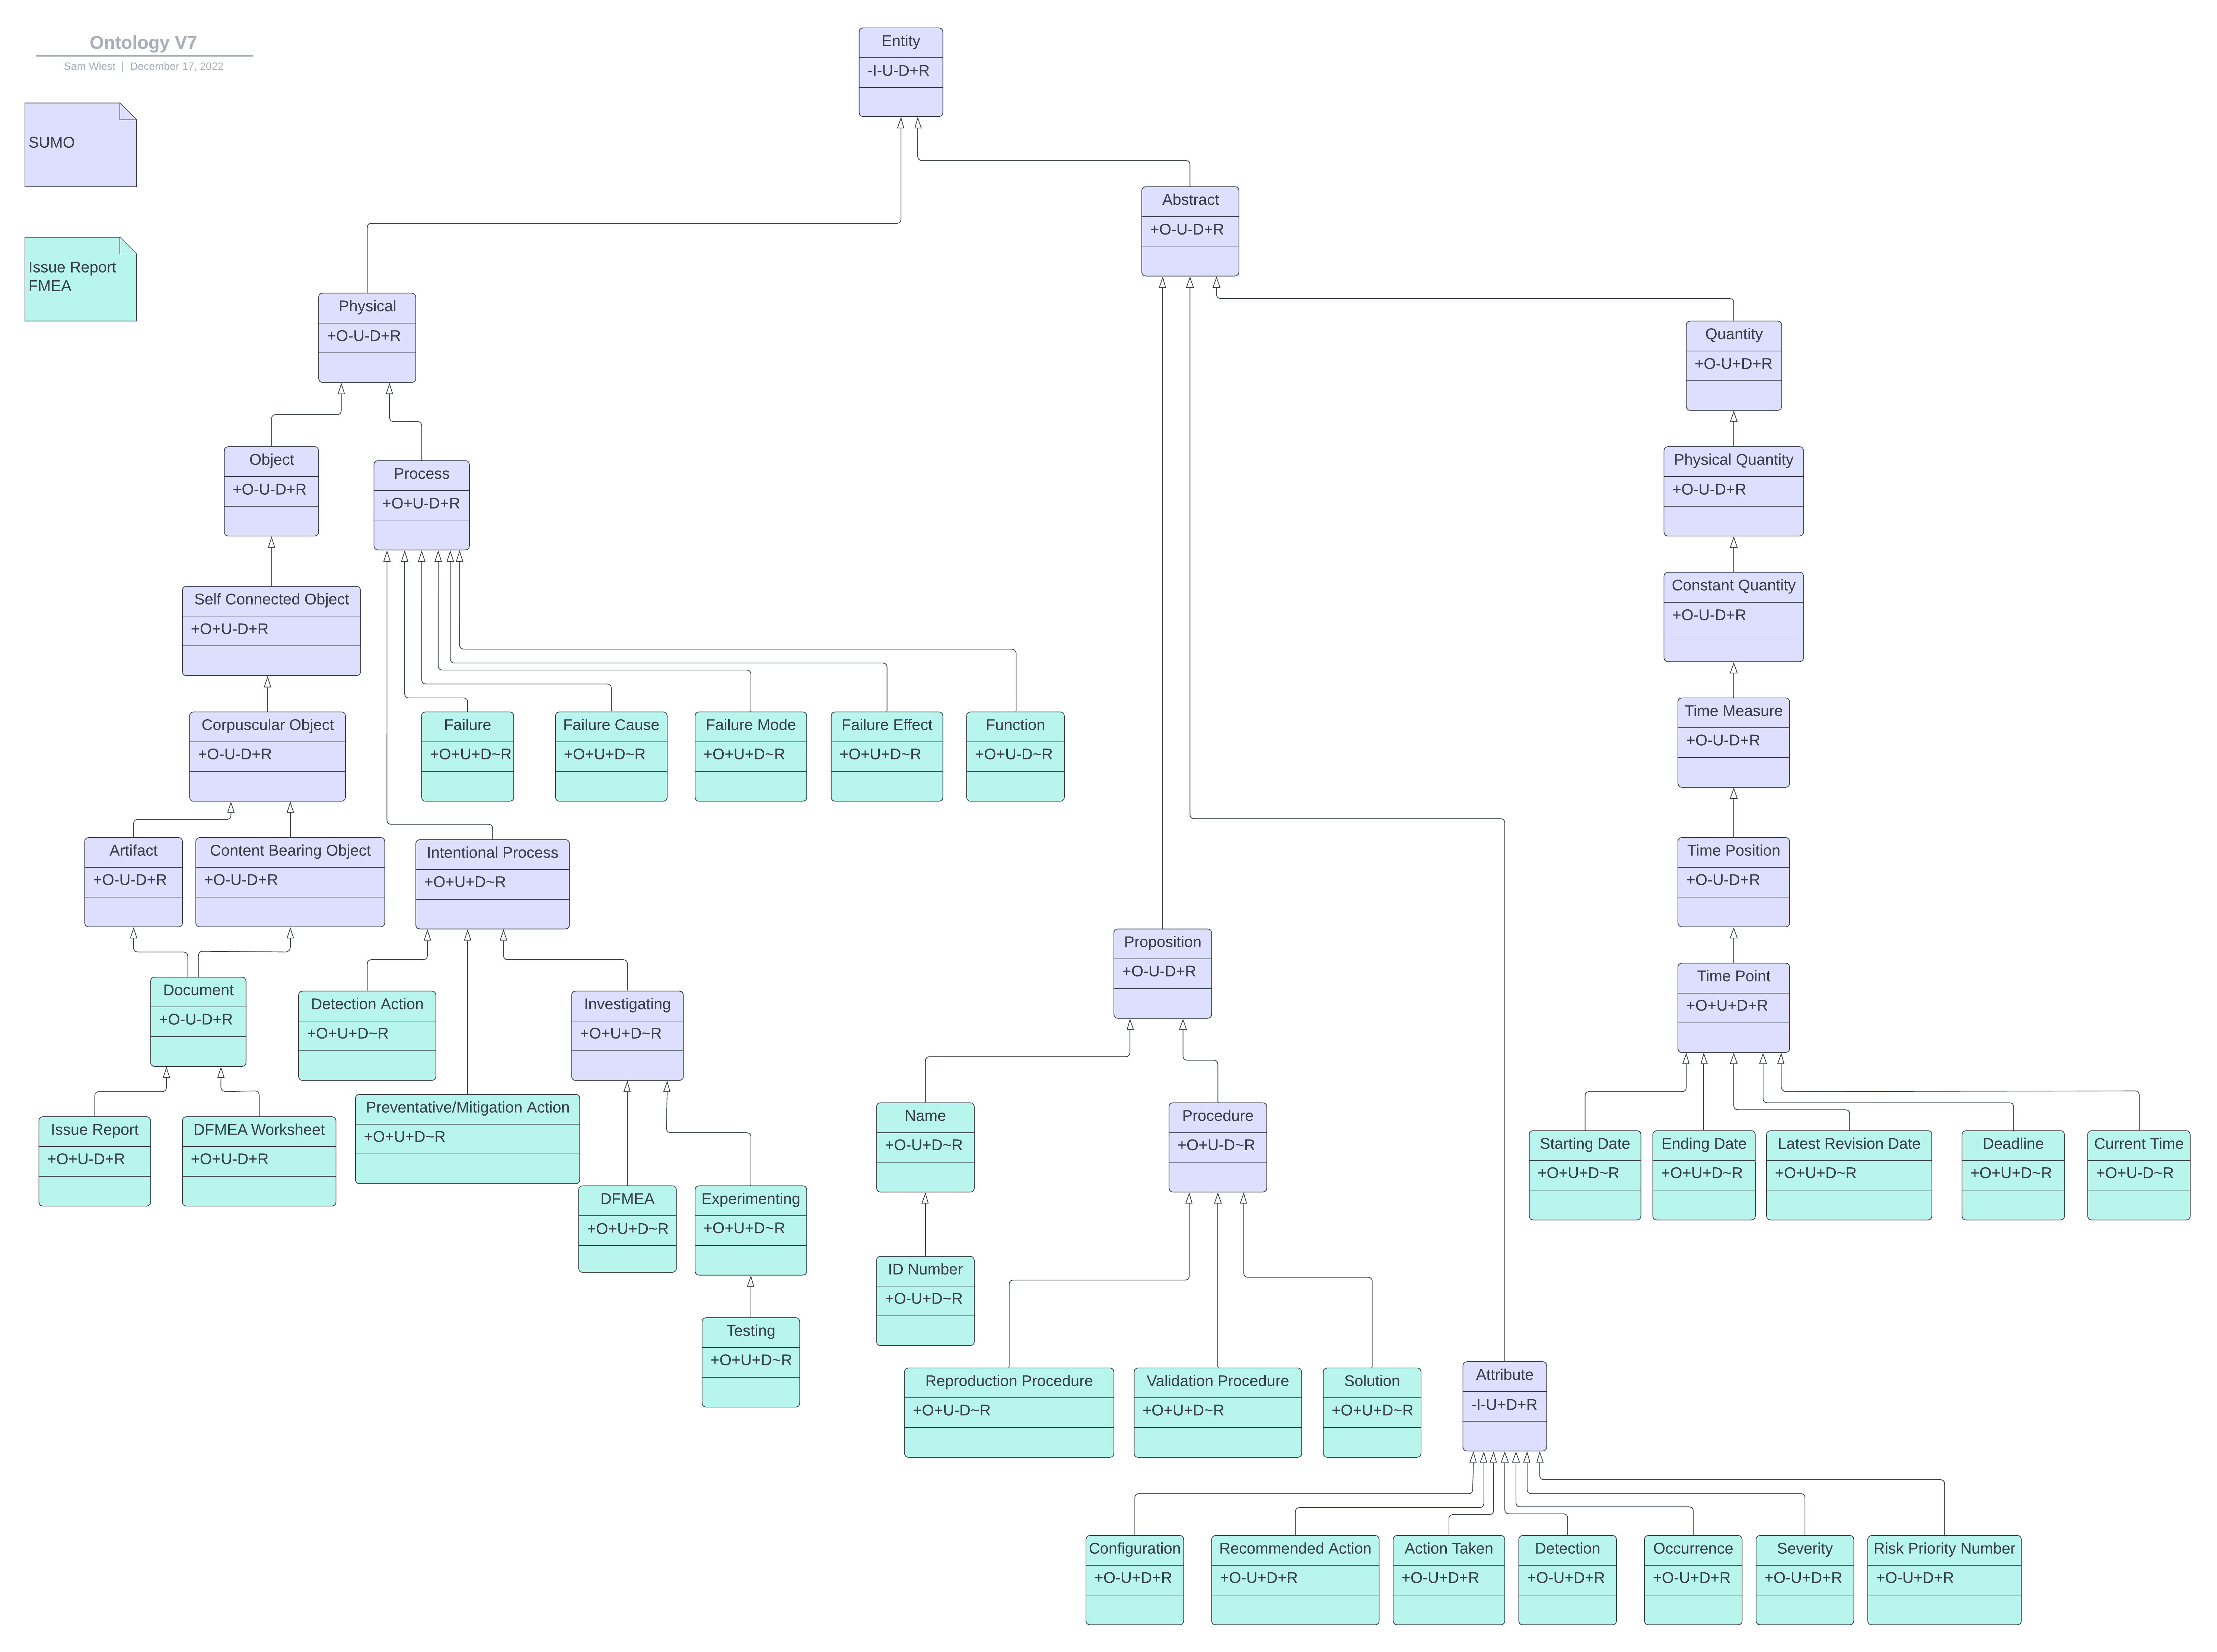 Ontology V7
Sam Wiest | December 17, 2022
SUMO
Issue Report
FMEA
Entity
-I-U-D+R
Abstract
+O-U-D+R
Physical
+O-U-D+R
Quantity
+O-U+D+R
Object
+O-U-D+R
Process
+O+U-D+R
Physical Quantity
+O-U-D+R
Self Connected Object
+O+U-D+R
Constant Quantity
+O-U-D+R
Corpuscular Object
+O-U-D+R
Failure
+O+U+D~R
Failure Cause
+O+U+D~R
Failure Mode
+O+U+D~R
Failure Effect
+O+U+D~R
Function
+O+U-D~R
Time Measure
+O-U-D+R
Artifact
+O-U-D+R
Content Bearing Object
+O-U-D+R
Intentional Process
+O+U+D~R
Time Position
+O-U-D+R
Proposition
+O-U-D+R
Document
+O-U-D+R
Detection Action
+O+U+D~R
Investigating
+O+U+D~R
Time Point
+O+U+D+R
Preventative/Mitigation Action
+O+U+D~R
Name
+O-U+D~R
Procedure
+O+U-D~R
Issue Report
+O+U-D+R
DFMEA Worksheet
+O+U-D+R
Starting Date
+O+U+D~R
Ending Date
+O+U+D~R
Latest Revision Date
+O+U+D~R
Deadline
+O+U+D~R
Current Time
+O+U-D~R
DFMEA
+O+U+D~R
Experimenting
+O+U+D~R
ID Number
+O-U+D~R
Testing
+O+U+D~R
Reproduction Procedure
+O+U-D~R
Validation Procedure
+O+U+D~R
Solution
+O+U+D~R
Attribute
-I-U+D+R
Configuration
+O-U+D+R
Recommended Action
+O-U+D+R
Action Taken
+O-U+D+R
Detection
+O-U+D+R
Occurrence
+O-U+D+R
Severity
+O-U+D+R
Risk Priority Number
+O-U+D+R